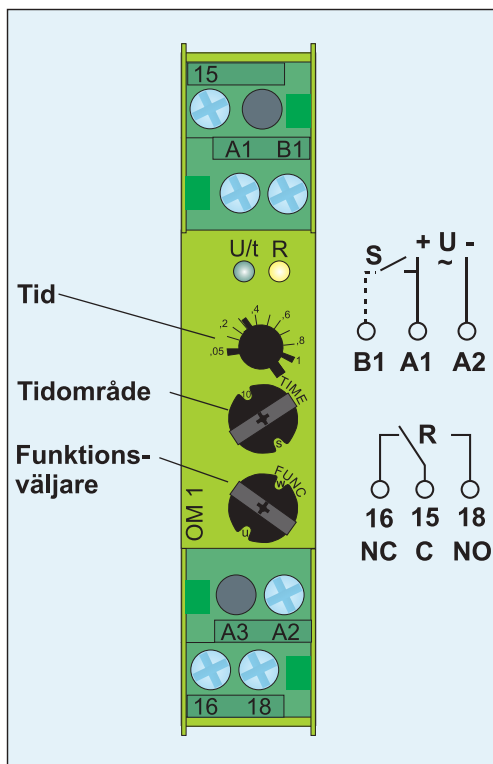 15
A1 B1
U/t R
Tid
,05 ,2 ,4 ,6 ,8 1
Tidområde
TIME
10
s
Funktions-
väljare
FUNC
w
u
OM 1
A3 A2
16 18
S + U -
~
B1 A1 A2
R
16 15 18
NC C NO